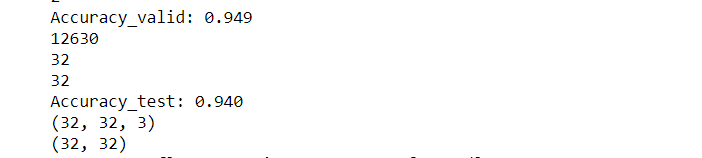 Accuracy_valid: 0.949
12630
32
32
Accuracy_test: 0.940
(32, 32, 3)
(32, 32)